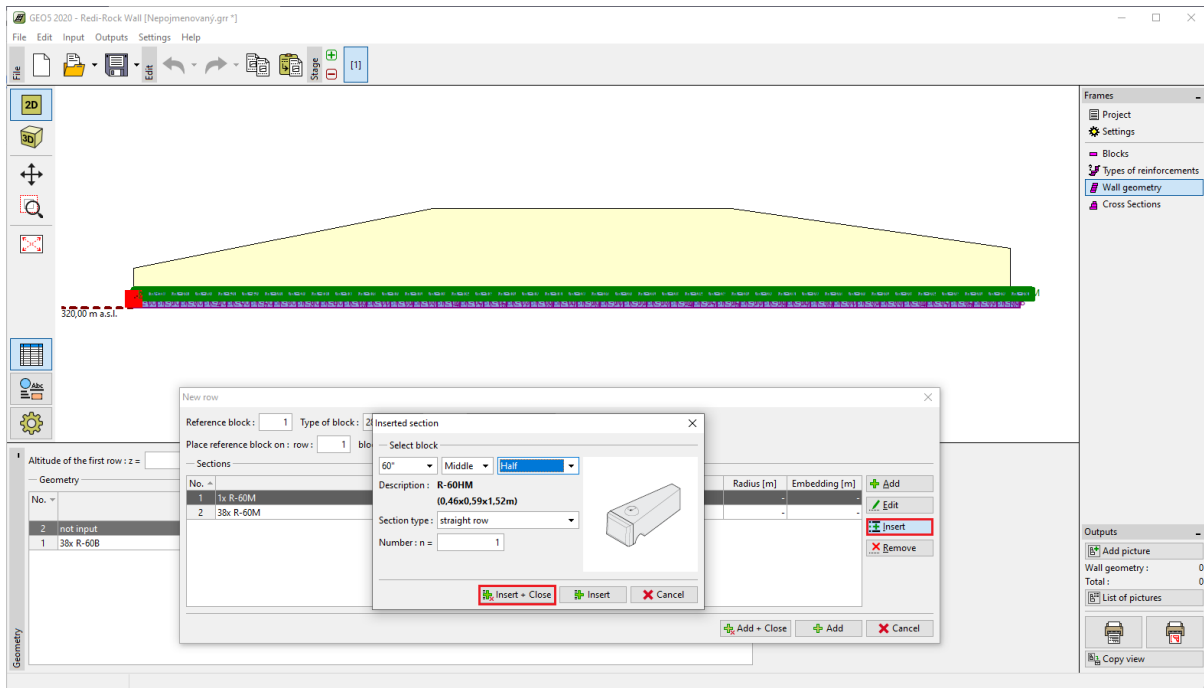 GEO5 2020 - Redi-Rock Wall [Nepojmenovaný.grr *]
File Edit Input Outputs Settings Help
File
Edit
Stage
[1]
2D
3D
320,00 m a.s.l.
Abc
Frames
Project
Settings
Blocks
Types of reinforcements
Wall geometry
Cross Sections
New row
Reference block : 1 Type of block :
Place reference block on : row : 1
Sections
No. Radius [m] Embedding [m]
1 1x R-60M - -
2 38x R-60M - -
Add
Edit
Insert
Remove
Add + Close Add Cancel
Inserted section
Select block
60" Middle Half
Description : R-60HM
(0,46x0,59x1,52m)
Section type : straight row
Number : n = 1
Insert + Close Insert Cancel
Altitude of the first row : z =
Geometry
No.
2 not input
1 38x R-60B
Geometry
Outputs
Add picture
Wall geometry : 0
Total : 0
List of pictures
Copy view